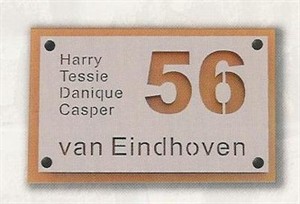 Harry
Tessie
Danique
Casper
56
van Eindhoven